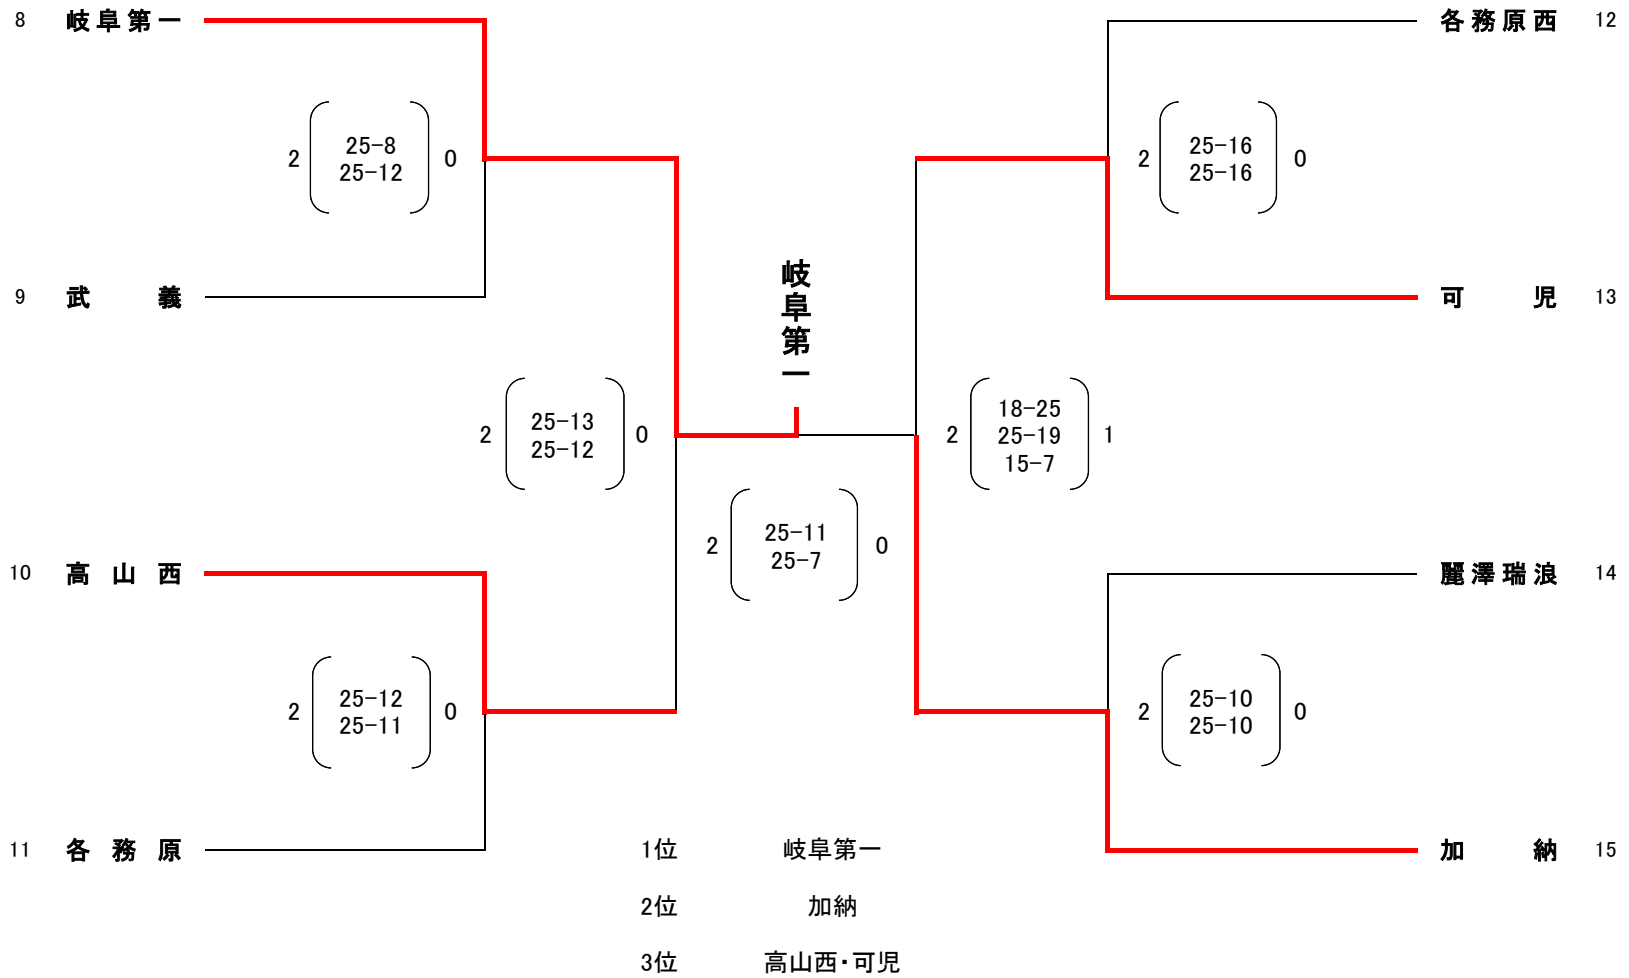 8 岐阜第一
各務原西 12
2 25-8 0
25-12
2 25-16 0
25-16
岐阜第一
9 武義
可児 13
2 25-13 0
25-12
18-25
2 25-19 1
15-7
2 25-11 0
25-7
10 高山西
麗澤瑞浪 14
2 25-12 0
25-11
2 25-10 0
25-10
11 各務原
加納 15
1位 岐阜第一
2位 加納
3位 高山西・可児